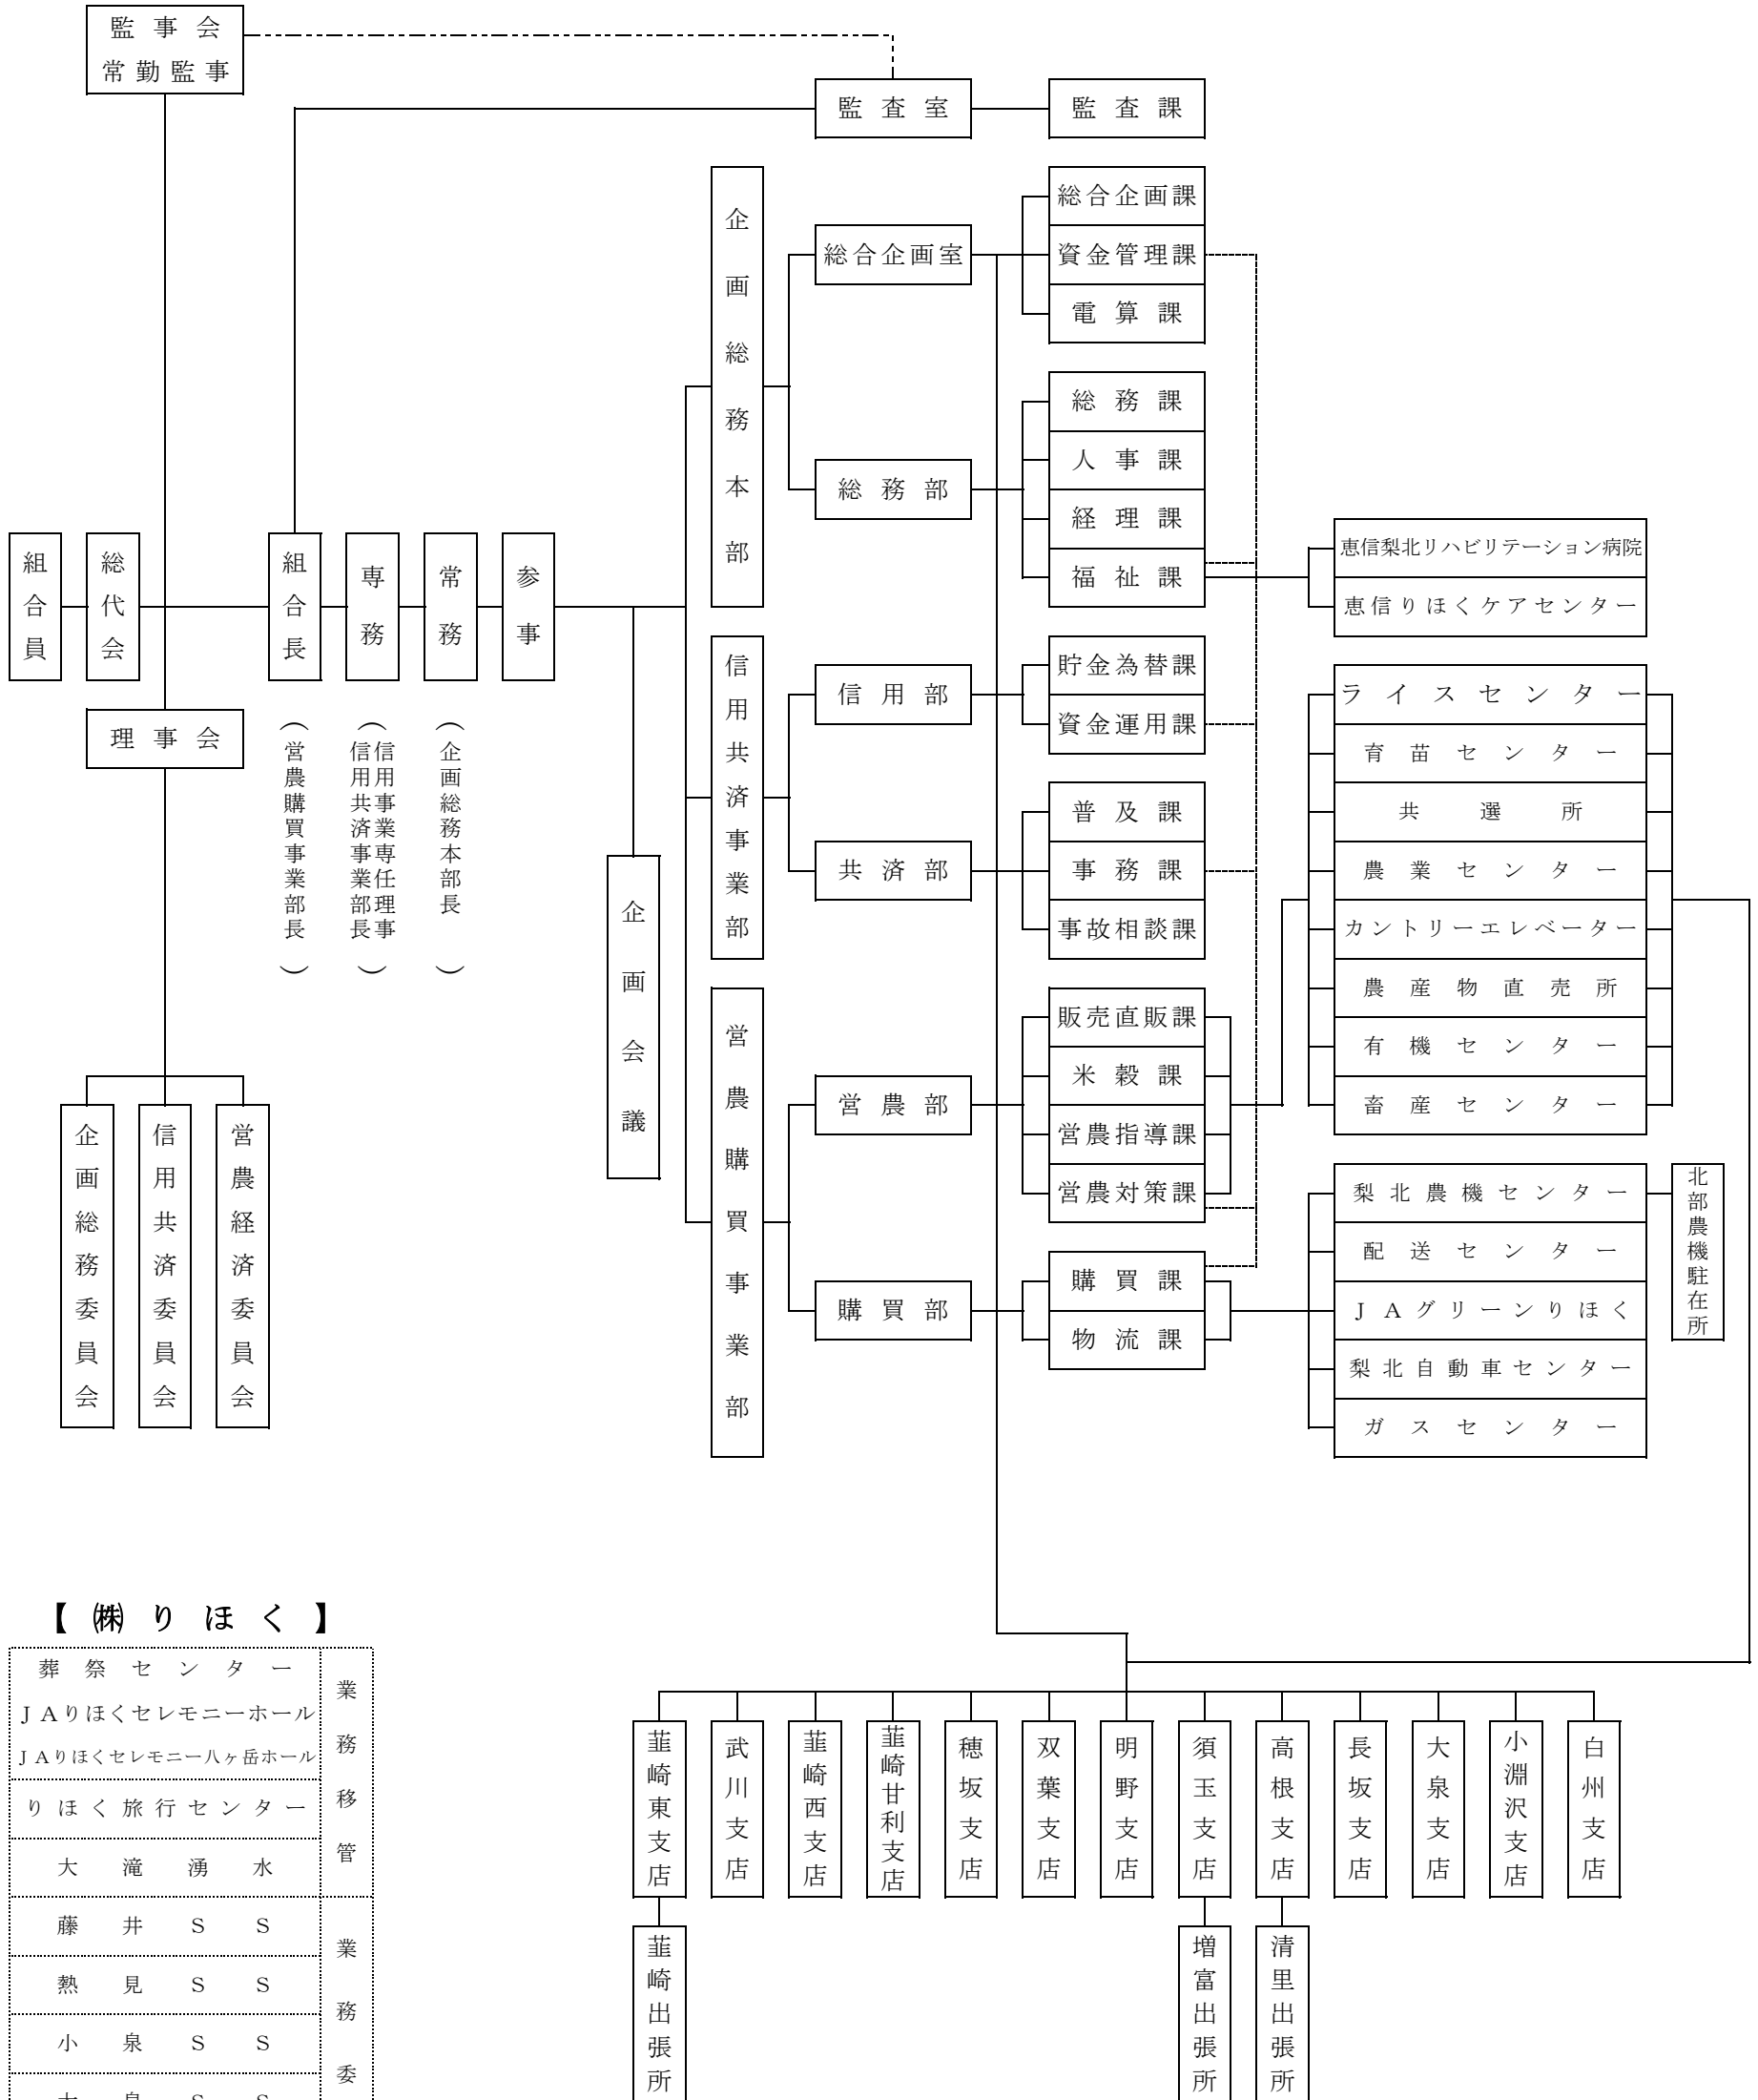 監事会
常勤監事
監査室
監査課
企画総務本部
総合企画室
総合企画課
資金管理課
電算課
総務部
総務課
人事課
経理課
福祉課
恵信梨北リハビリテーション病院
恵信りほくケアセンター
組合員
総代会
組合長
専務
常務
参事
理事会
（営農購買事業部長）
（信用事業専任理事
信用共済事業部長）
（企画総務本部長）
企画会議
信用共済事業部
信用部
貯金為替課
資金運用課
共済部
普及課
事務課
事故相談課
ライスセンター
育苗センター
共選所
農業センター
カントリーエレベーター
農産物直売所
有機センター
畜産センター
営農購買事業部
営農部
販売直販課
米穀課
営農指導課
営農対策課
購買部
購買課
物流課
梨北農機センター
配送センター
ＪＡグリーンりほく
梨北自動車センター
ガスセンター
北部農機駐在所
企画総務委員会
信用共済委員会
営農経済委員会
【㈱りほく】
葬祭センター
ＪＡりほくセレモニーホール
ＪＡりほくセレモニー八ヶ岳ホール
りほく旅行センター
大滝湧水
業務移管
藤井ＳＳ
熱見ＳＳ
小泉ＳＳ
業務委
韮崎東支店
武川支店
韮崎西支店
韮崎甘利支店
穂坂支店
双葉支店
明野支店
須玉支店
高根支店
長坂支店
大泉支店
小淵沢支店
白州支店
韮崎出張所
増富出張所
清里出張所